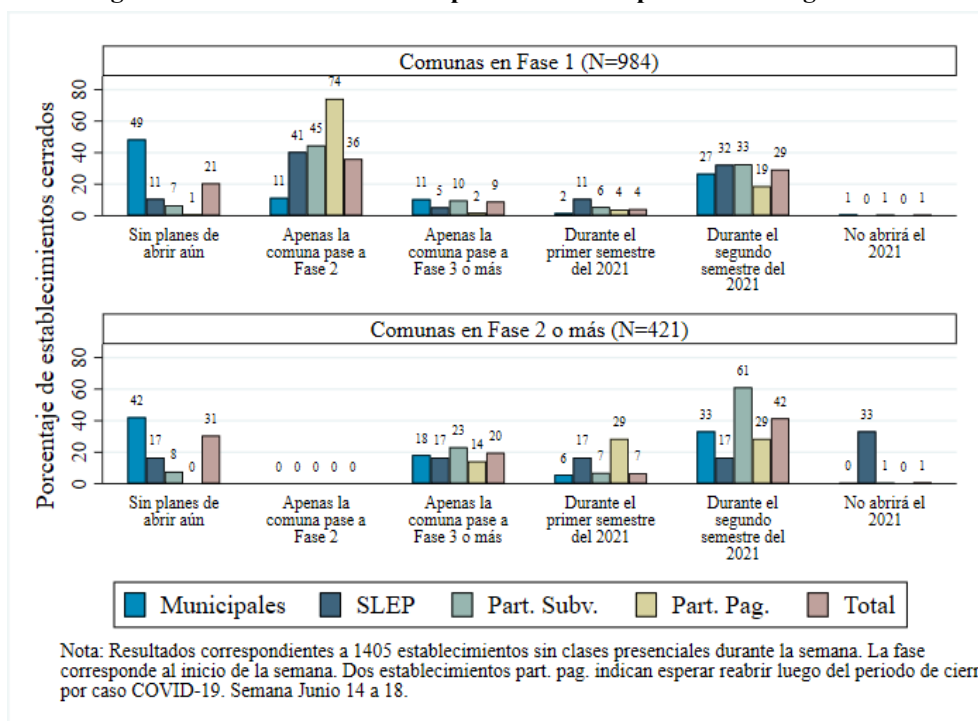 Comunas en Fase 1 (N=984)
Porcentaje de establecimientos cerrados
80
60
40
20
0
49 11 7 1 21
11 41 45 74 36
11 5 10 2 9
2 11 6 4 4
27 32 33 19 29
1 0 1 0 1
Sin planes de
abrir aún
Apenas la
comuna pase a
Fase 2
Apenas la
comuna pase a
Fase 3 o más
Durante el
primer semestre
del 2021
Durante el
segundo
semestre del
2021
No abrirá el
2021
Comunas en Fase 2 o más (N=421)
80
60
40
20
0
42 17 8 0 31
0 0 0 0 0
18 17 23 14 20
6 17 7 29 7
33 17 61 29 42
0 33 1 0 1
Sin planes de
abrir aún
Apenas la
comuna pase a
Fase 2
Apenas la
comuna pase a
Fase 3 o más
Durante el
primer semestre
del 2021
Durante el
segundo
semestre del
2021
No abrirá el
2021
Municipales SLEP Part. Subv. Part. Pag. Total
Nota: Resultados correspondientes a 1405 establecimientos sin clases presenciales durante la semana. La fase
corresponde al inicio de la semana. Dos establecimientos part. pag. indican esperar reabrir luego del periodo de cierr
por caso COVID-19. Semana Junio 14 a 18.